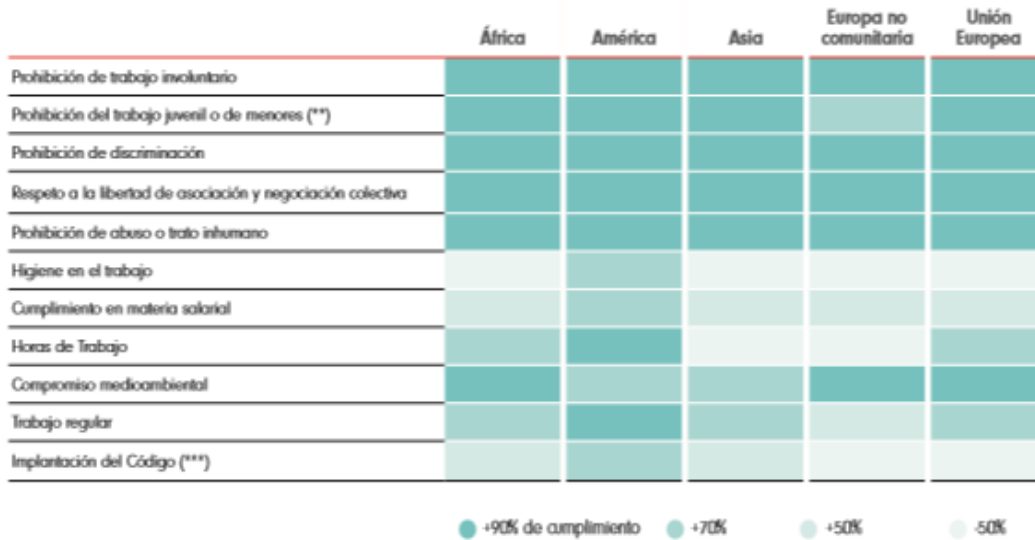 África América Asia Europa no comunitaria Unión Europea
Prohibición de trabajo involuntario
Prohibición del trabajo juvenil o de menores (**)
Prohibición de discriminación
Respeto a la libertad de asociación y negociación colectiva
Prohibición de abuso o trato inhumano
Higiene en el trabajo
Cumplimiento en materia salarial
Horas de Trabajo
Compromiso medioambiental
Trabajo regular
Implantación del Código (***)
+90% de cumplimiento +70% +50% -50%